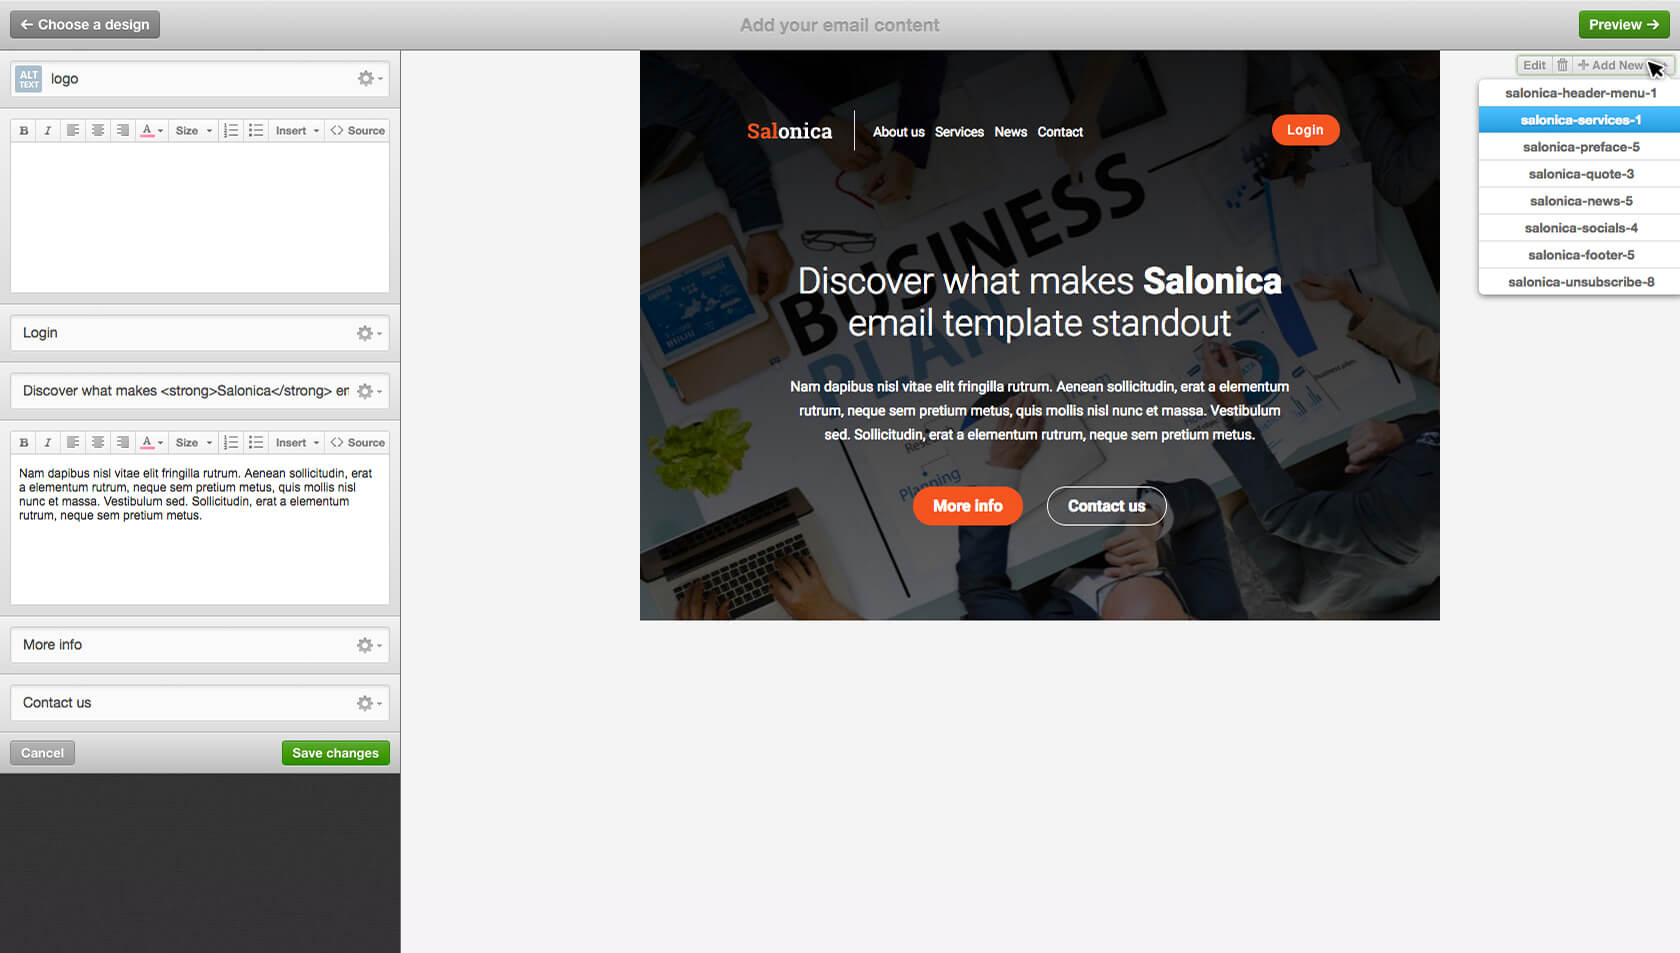 ← Choose a design
Add your email content
Preview →
ALT
TEXT
logo
B I A Size Insert <> Source
Login
Discover what makes <strong>Salonica</strong> en
B I A Size Insert <> Source
Nam dapibus nisl vitae elit fringilla rutrum. Aenean sollicitudin, erat
a elementum rutrum, neque sem pretium metus, quis mollis nisl
nunc et massa. Vestibulum sed. Sollicitudin, erat a elementum
rutrum, neque sem pretium metus.
More info
Contact us
Cancel
Save changes
Salonica
About us Services News Contact
Login
BUSINESS
PLAN
Discover what makes Salonica
email template standout
Nam dapibus nisl vitae elit fringilla rutrum. Aenean sollicitudin, erat a elementum
rutrum, neque sem pretium metus, quis mollis nisl nunc et massa. Vestibulum
sed. Sollicitudin, erat a elementum rutrum, neque sem pretium metus.
Research
Planning
More info
Contact us
Edit + Add New
salonica-header-menu-1
salonica-services-1
salonica-preface-5
salonica-quote-3
salonica-news-5
salonica-socials-4
salonica-footer-5
salonica-unsubscribe-8